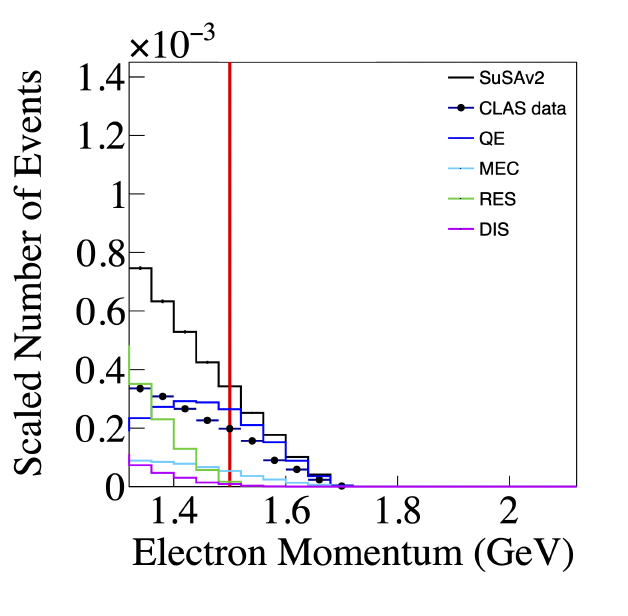 ×10⁻³
1.4
1.2
1
0.8
0.6
0.4
0.2
0
1.4 1.6 1.8 2
Electron Momentum (GeV)
Scaled Number of Events
SuSAv2
CLAS data
QE
MEC
RES
DIS